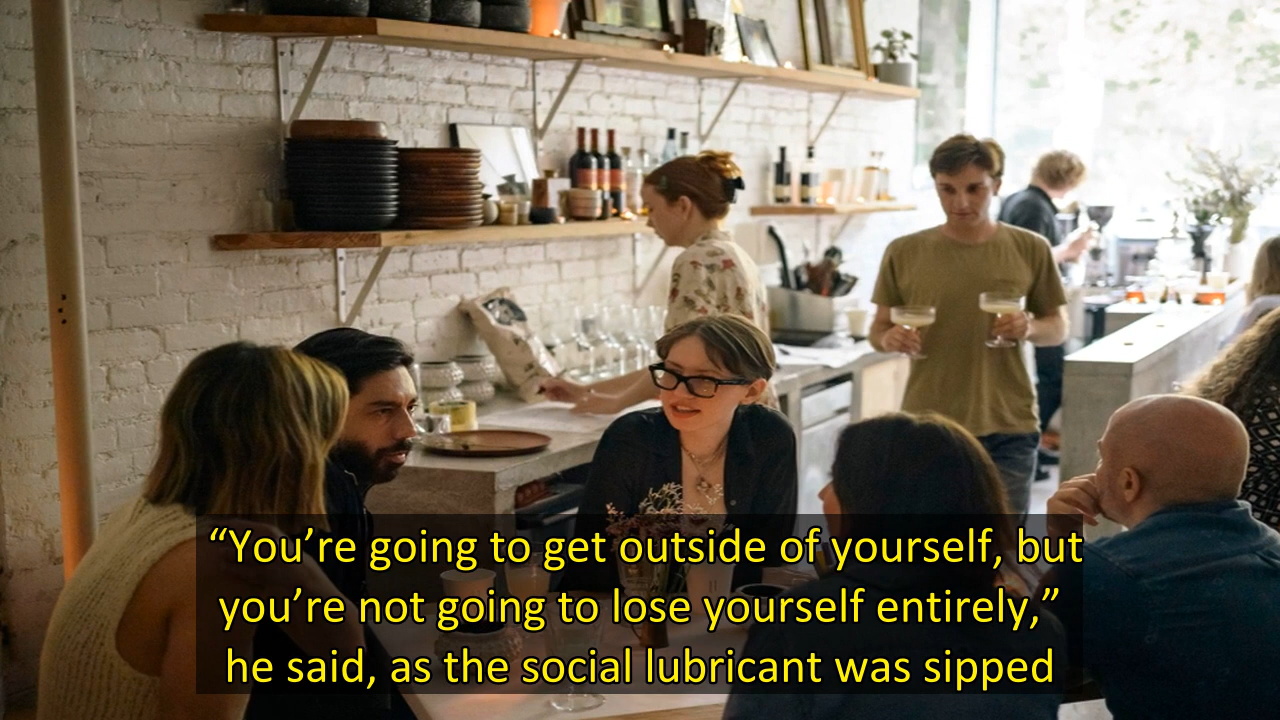 “You’re going to get outside of yourself, but
you’re not going to lose yourself entirely,”
he said, as the social lubricant was sipped